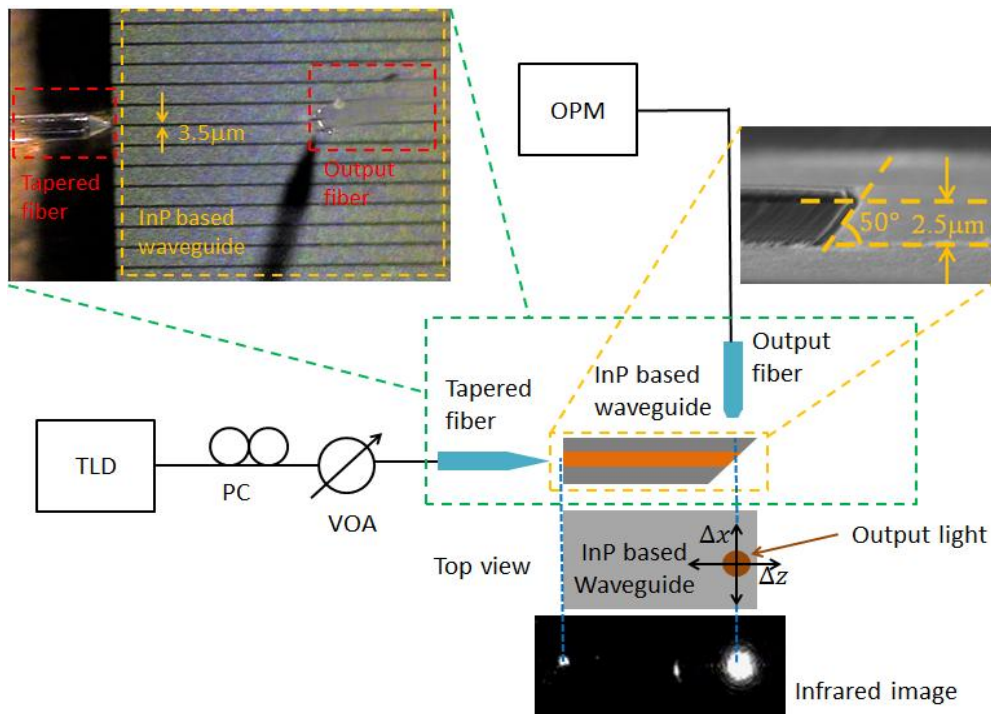 Tapered
fiber
3.5μm
InP based
waveguide
Output
fiber
OPM
50°
2.5μm
Tapered
fiber
InP based
waveguide
Output
fiber
TLD
PC
VOA
Top view
InP based
Waveguide
Δx
Δz
Output light
Infrared image